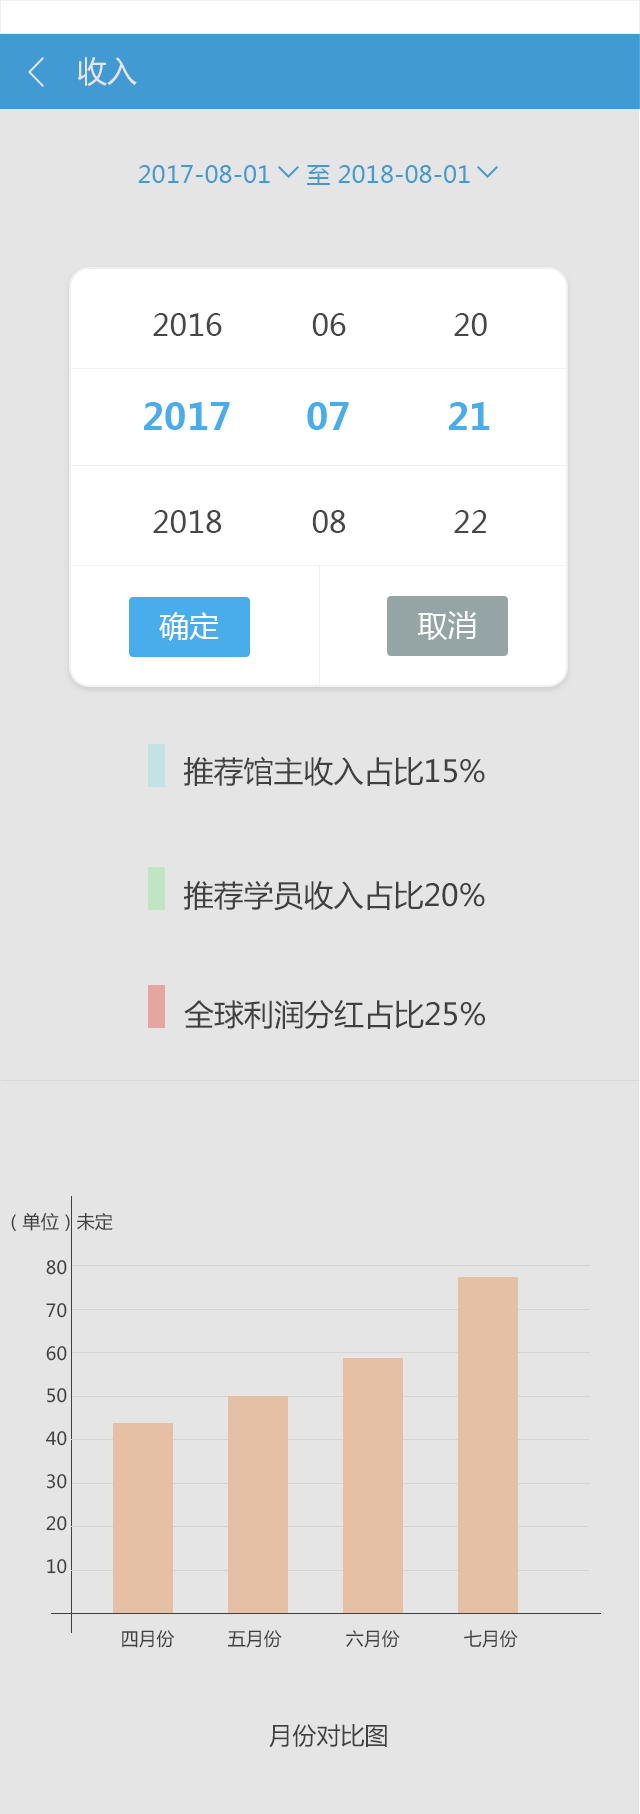 收入
2017-08-01 至 2018-08-01
2016 06 20
2017 07 21
2018 08 22
确定 取消
推荐馆主收入占比15%
推荐学员收入占比20%
全球利润分红占比25%
（单位）未定
80
70
60
50
40
30
20
10
四月份 五月份 六月份 七月份
月份对比图